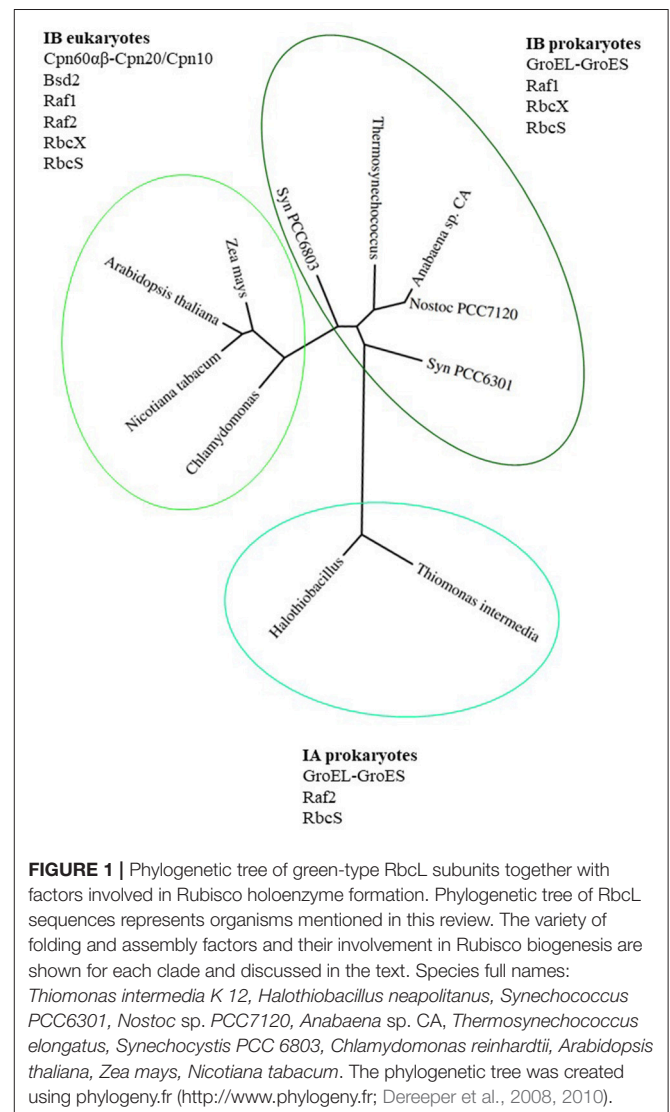 IB eukaryotes
Cpn60αβ-Cpn20/Cpn10
Bsd2
Raf1
Raf2
RbcX
RbcS
IB prokaryotes
GroEL-GroES
Raf1
RbcX
RbcS
Thermosynechococcus
Anabaena sp. CA
Syn PCC6803
Nostoc PCC7120
Syn PCC6301
Zea mays
Arabidopsis thaliana
Nicotiana tabacum
Chlamydomonas
Halothiobacillus
Thiomonas intermedia
IA prokaryotes
GroEL-GroES
Raf2
RbcS
FIGURE 1 | Phylogenetic tree of green-type RbcL subunits together with
factors involved in Rubisco holoenzyme formation. Phylogenetic tree of RbcL
sequences represents organisms mentioned in this review. The variety of
folding and assembly factors and their involvement in Rubisco biogenesis are
shown for each clade and discussed in the text. Species full names:
Thiomonas intermedia K 12, Halothiobacillus neapolitanus, Synechococcus
PCC6301, Nostoc sp. PCC7120, Anabaena sp. CA, Thermosynechococcus
elongatus, Synechocystis PCC 6803, Chlamydomonas reinhardtii, Arabidopsis
thaliana, Zea mays, Nicotiana tabacum. The phylogenetic tree was created
using phylogeny.fr (http://www.phylogeny.fr; Dereeper et al., 2008, 2010).